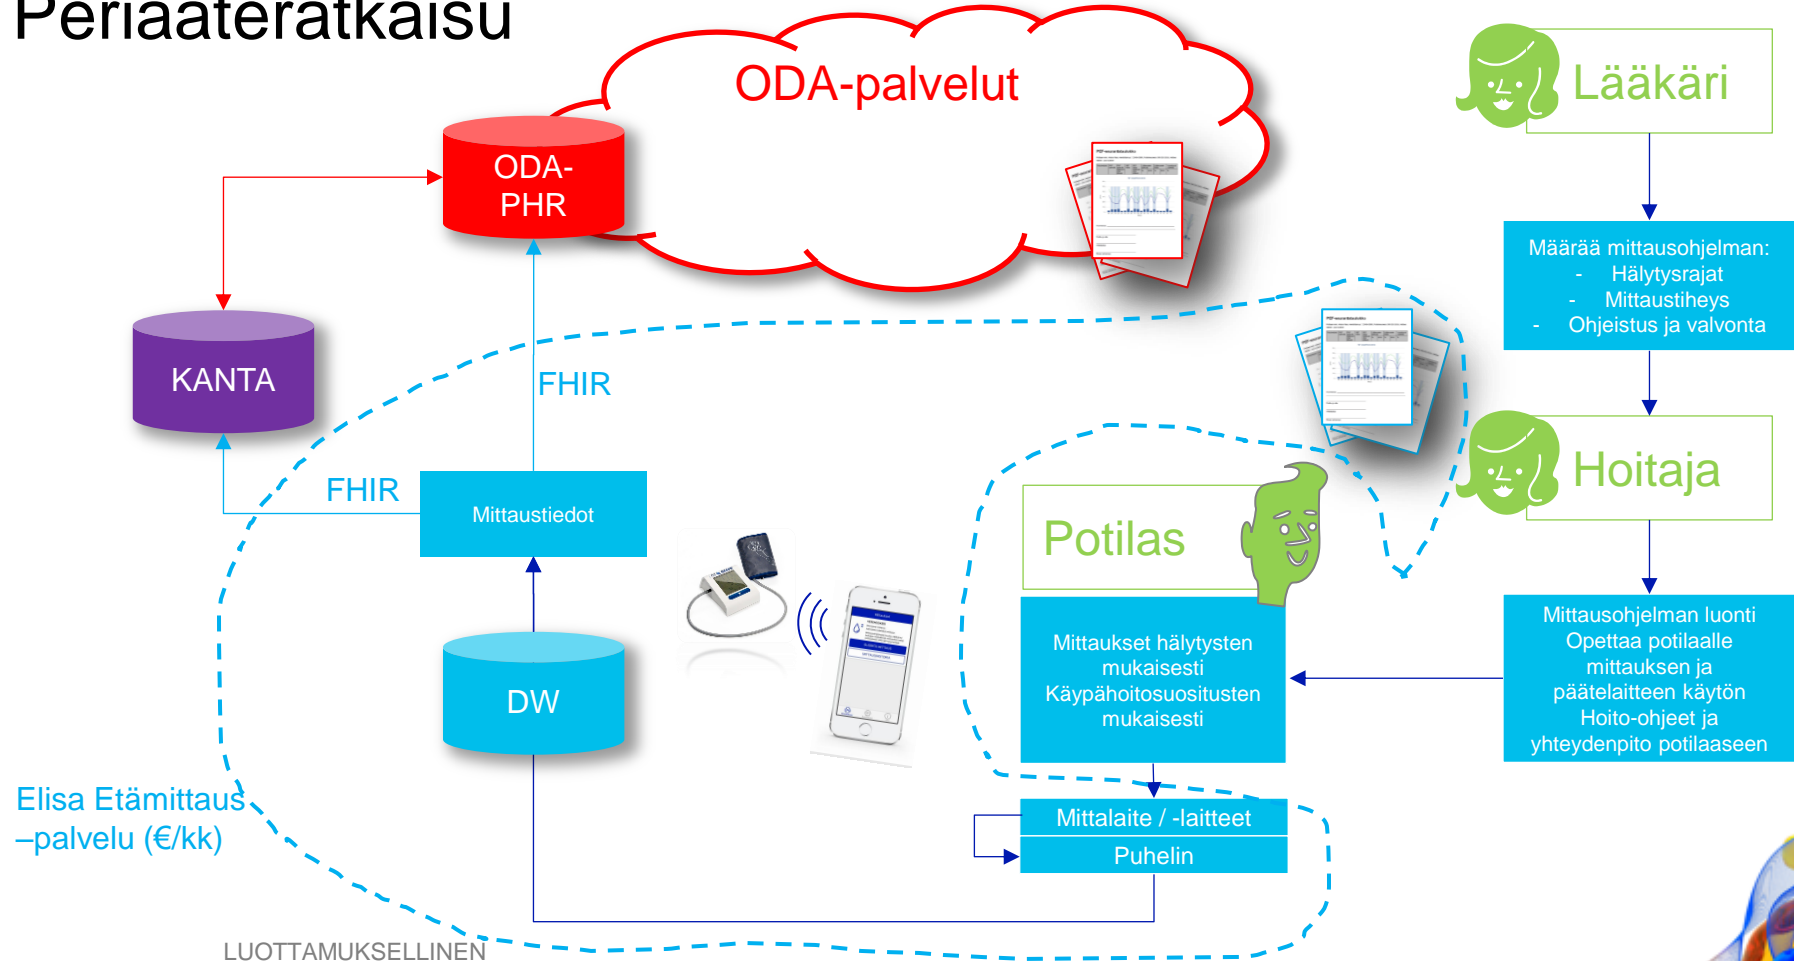 Periaateratkaisu
ODA-palvelut
Lääkäri
ODA-
PHR
Määrää mittausohjelman:
- Hälytysrajat
- Mittaustiheys
- Ohjeistus ja valvonta
KANTA
FHIR
FHIR
Mittaustiedot
Hoitaja
Potilas
Mittaukset hälytysten
mukaisesti
Käypähoitosuositusten
mukaisesti
Mittausohjelman luonti
Opettaa potilaalle
mittauksen ja
päätelaitteen käytön
Hoito-ohjeet ja
yhteydenpito potilaaseen
DW
Elisa Etämittaus
–palvelu (€/kk)
Mittalaite / -laitteet
Puhelin
LUOTTAMUKSELLINEN